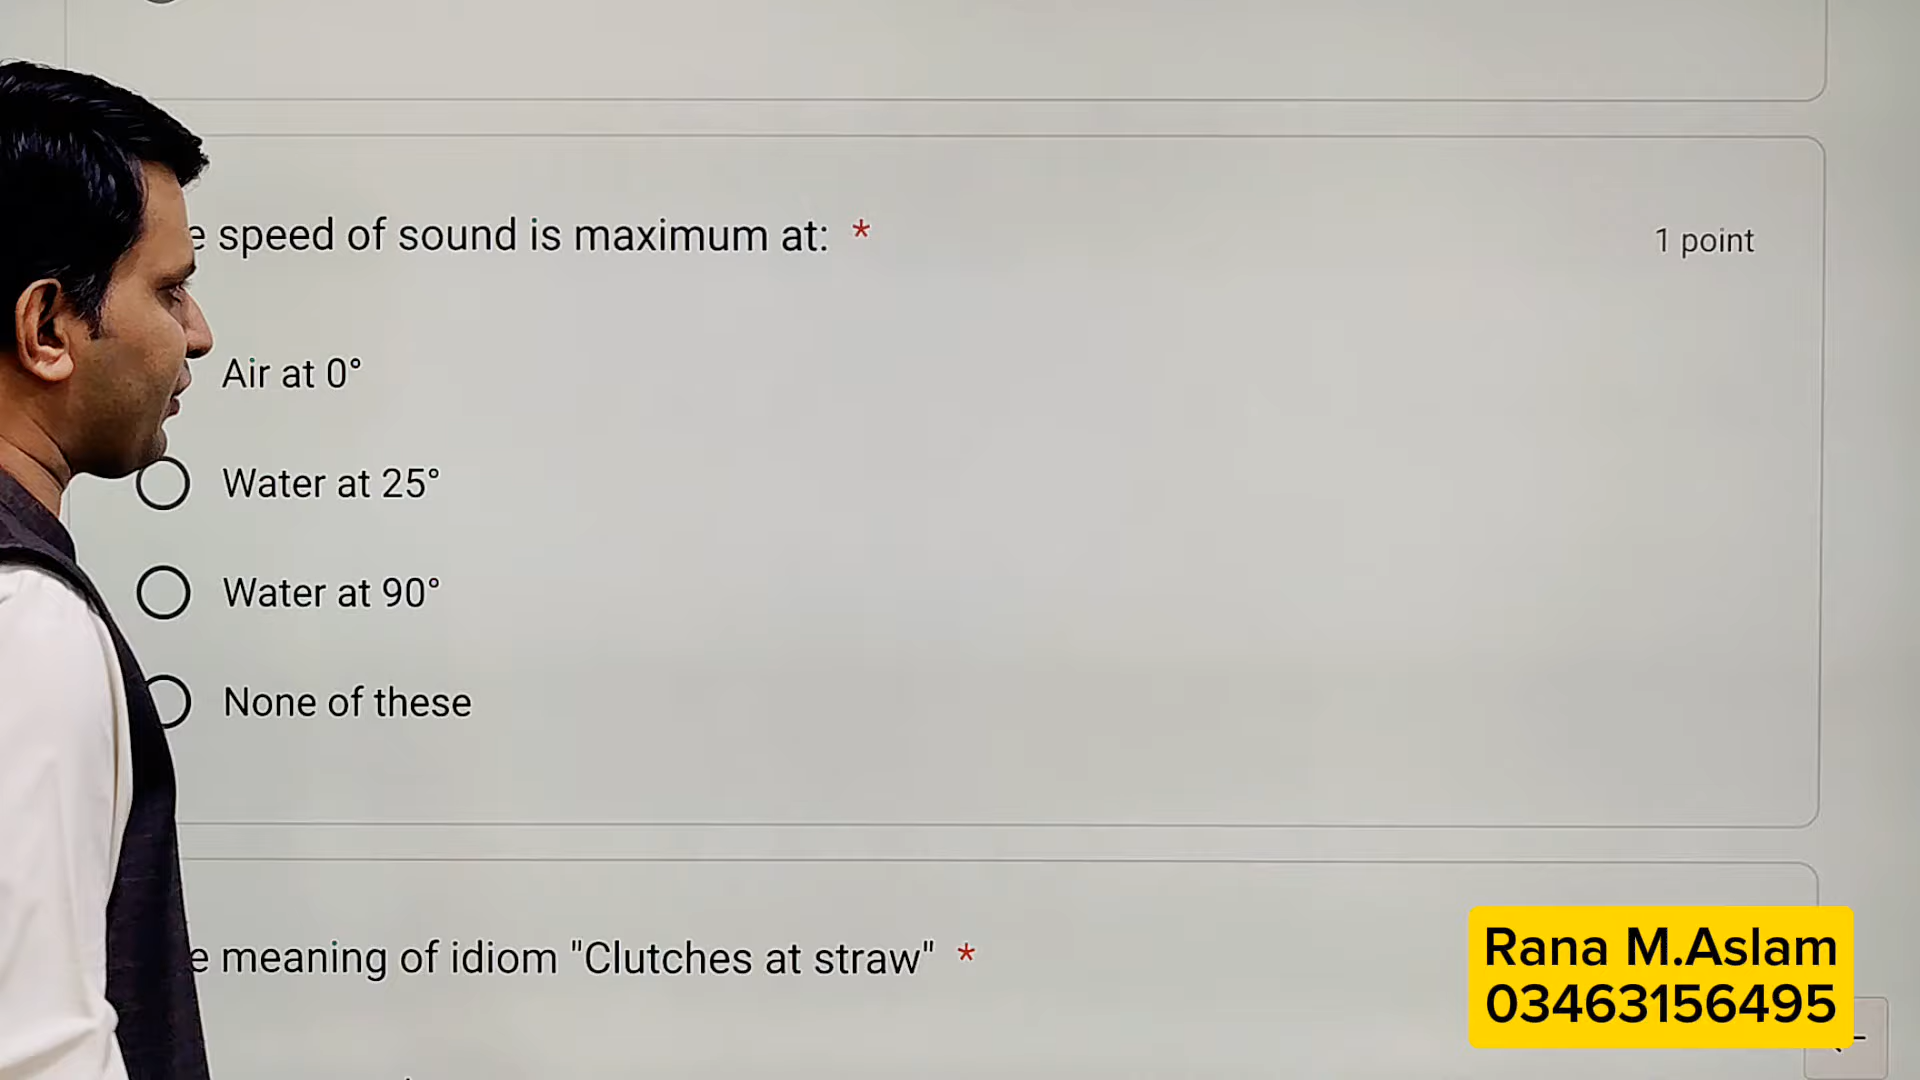 speed of sound is maximum at: *
1 point
Air at 0°
Water at 25°
Water at 90°
None of these
meaning of idiom "Clutches at straw" *
Rana M.Aslam
03463156495